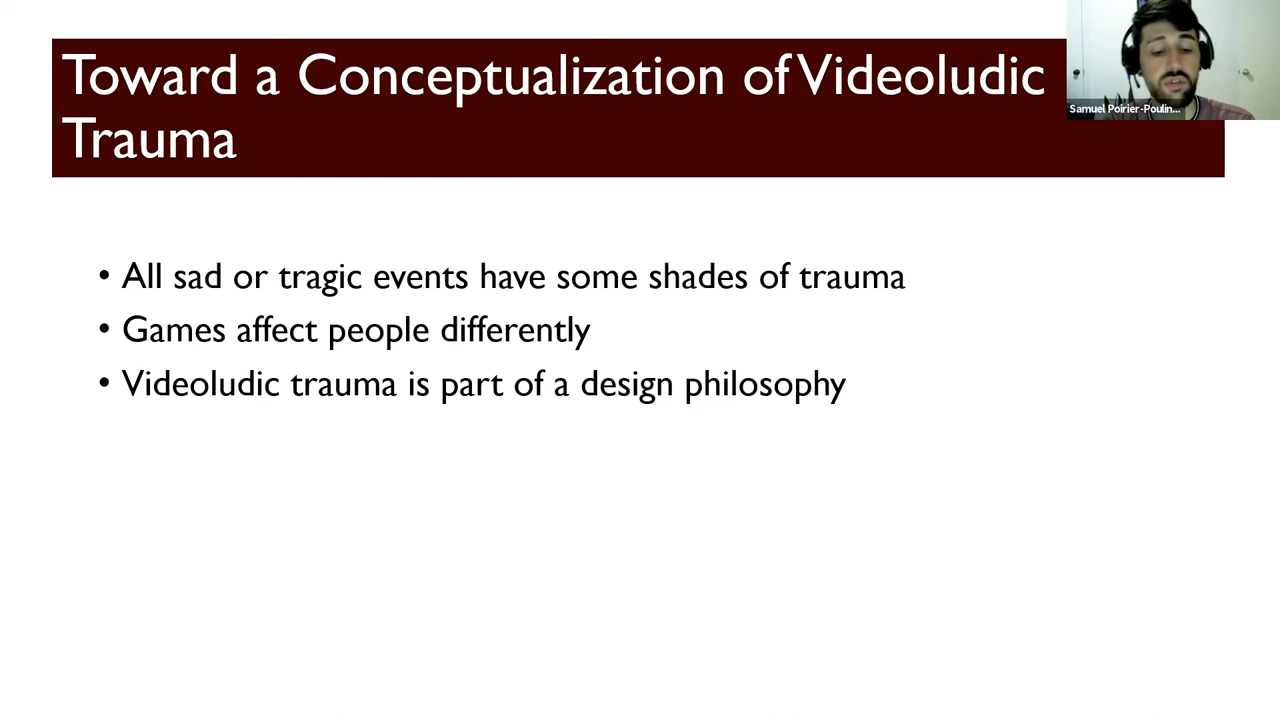 Toward a Conceptualization of Videoludic
Trauma
Samuel Poirier-Poulin...
• All sad or tragic events have some shades of trauma
• Games affect people differently
• Videoludic trauma is part of a design philosophy